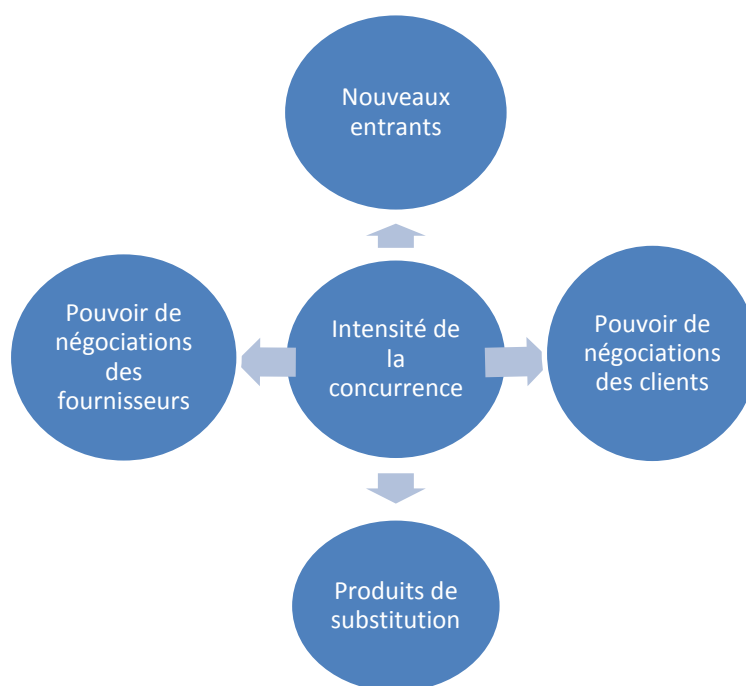 Nouveaux
entrants
Pouvoir de
négociations
des
fournisseurs
Intensité de
la
concurrence
Pouvoir de
négociations
des clients
Produits de
substitution